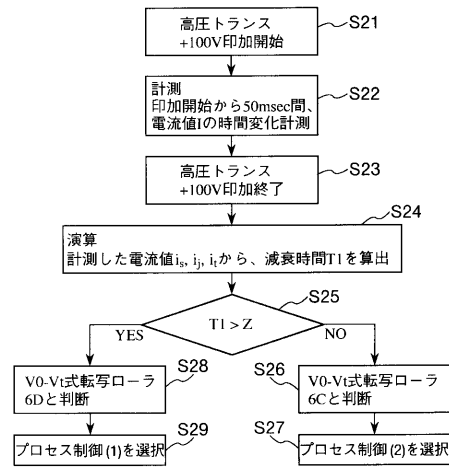 高圧トランス
+100V印加開始
S21
計測
印加開始から50msec間、
電流値Iの時間変化計測
S22
高圧トランス
+100V印加終了
S23
S24
演算
計測した電流値is, ij, itから、減衰時間T1を算出
S25
T1>Z
YES
NO
V0-Vt式転写ローラ
6Dと判断
S28
S26
V0-Vt式転写ローラ
6Cと判断
プロセス制御(1)を選択
S29
S27
プロセス制御(2)を選択